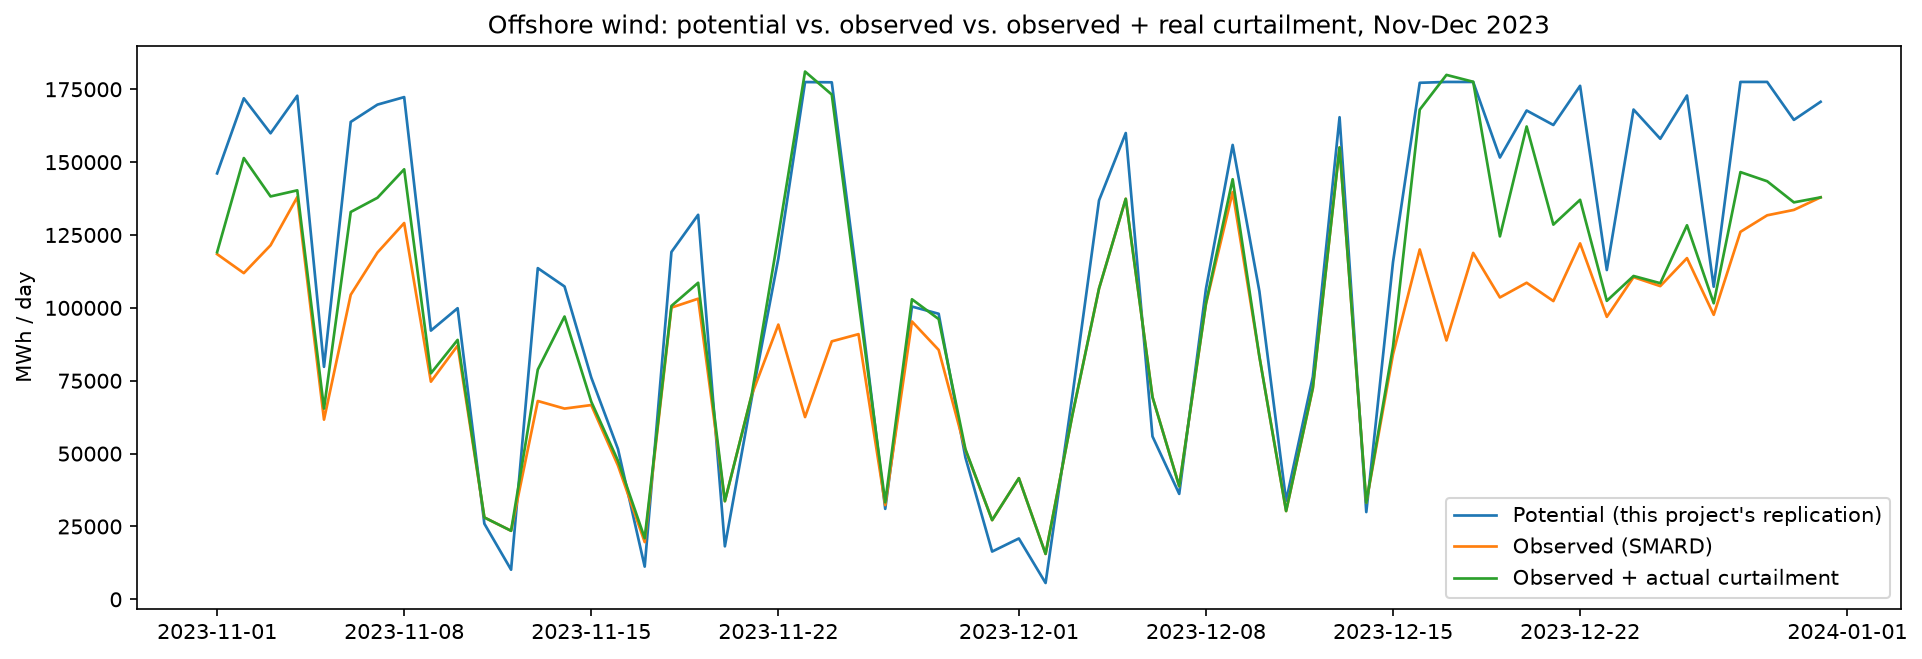 Offshore wind: potential vs. observed vs. observed + real curtailment, Nov-Dec 2023
MWh / day
175000
150000
125000
100000
75000
50000
25000
0
2023-11-01 2023-11-08 2023-11-15 2023-11-22 2023-12-01 2023-12-08 2023-12-15 2023-12-22 2024-01-01
Potential (this project's replication)
Observed (SMARD)
Observed + actual curtailment